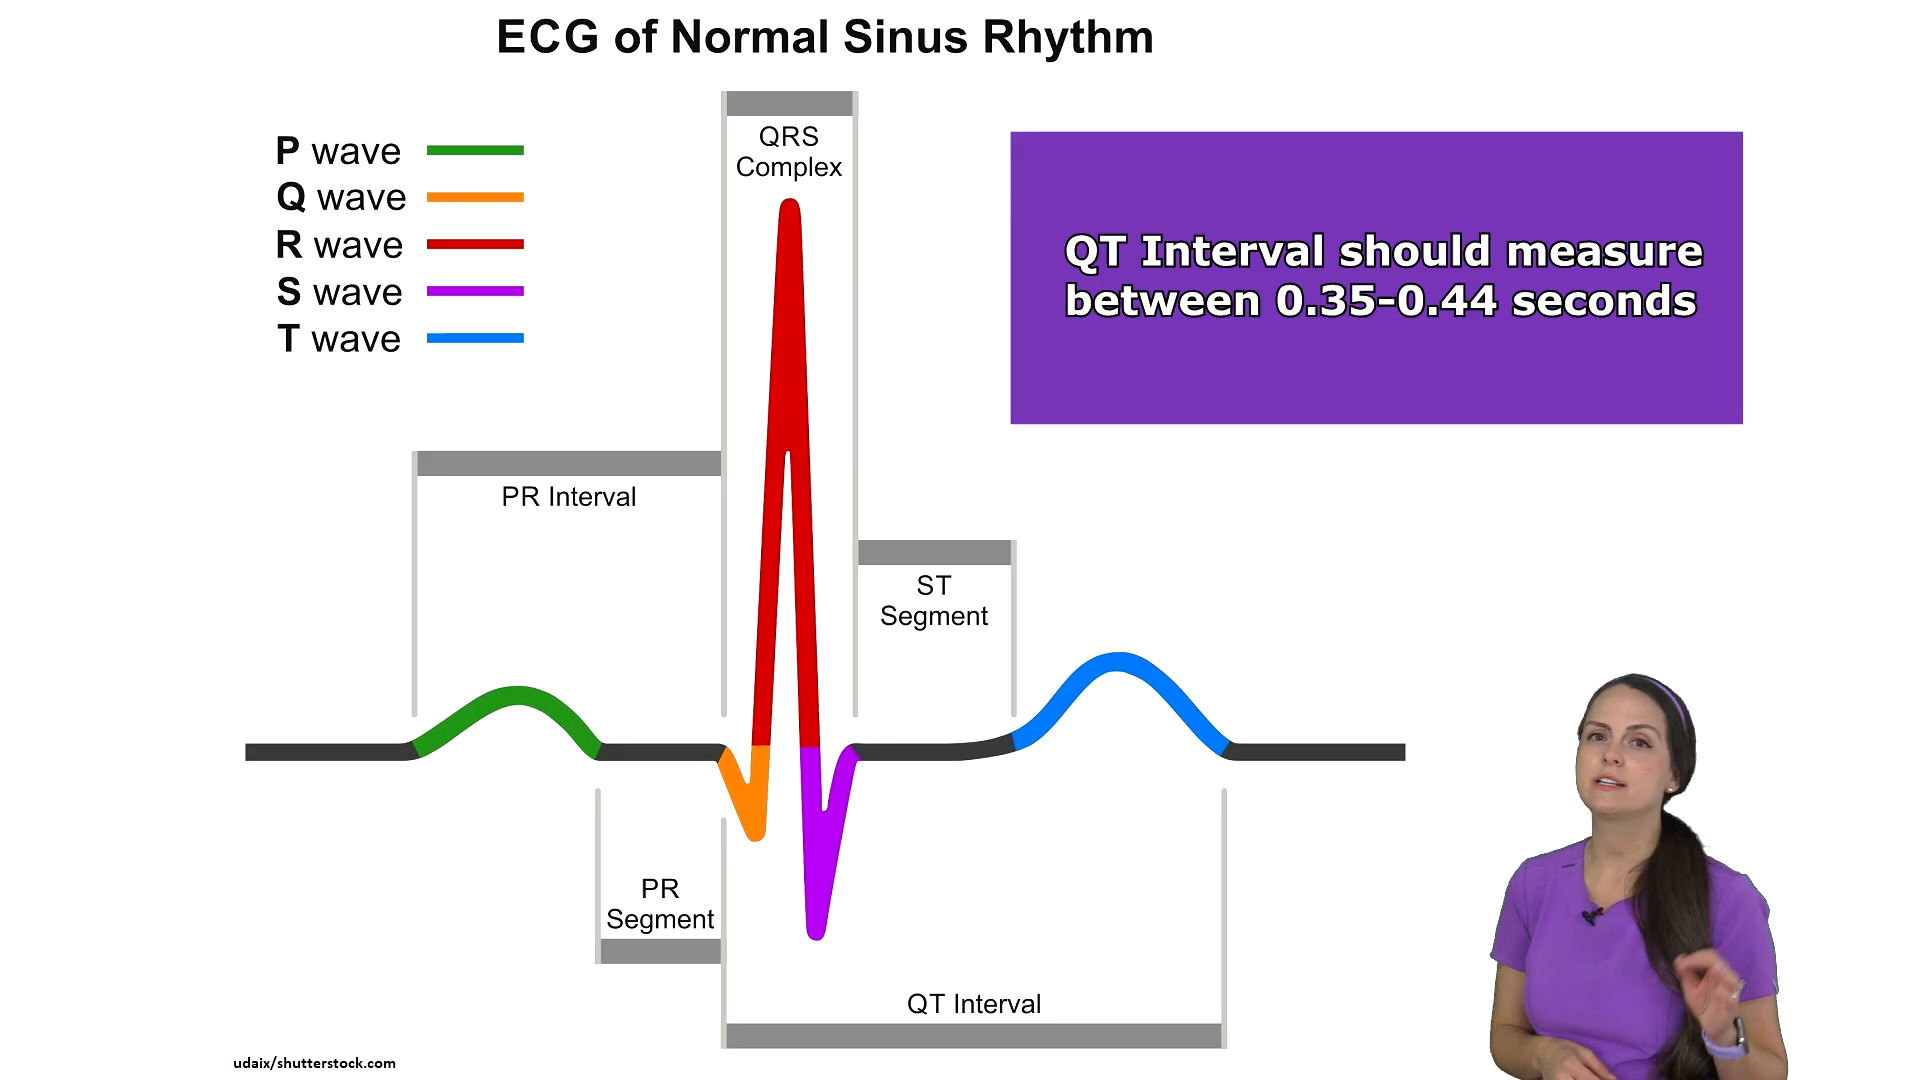 ECG of Normal Sinus Rhythm
P wave
Q wave
R wave
S wave
T wave
QRS
Complex
QT Interval should measure
between 0.35-0.44 seconds
PR Interval
ST
Segment
PR
Segment
QT Interval
udaix/shutterstock.com